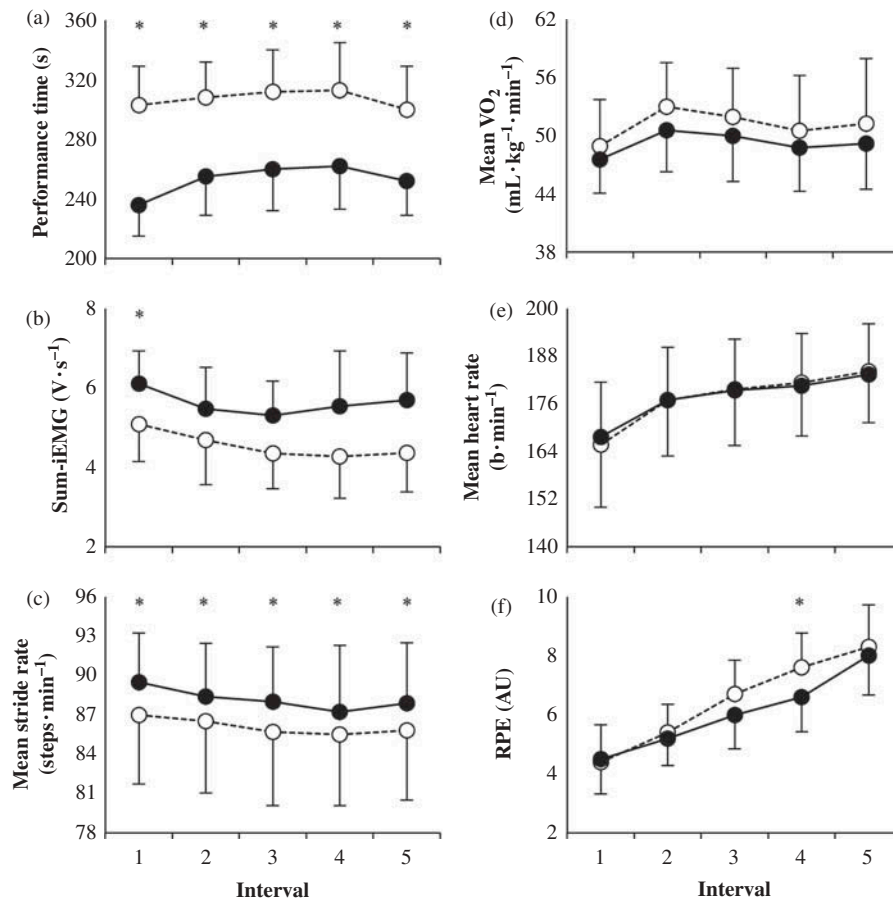 (a)
Performance time (s)
360
320
280
240
200
* * * * *
(b)
Sum-iEMG (V·s⁻¹)
8
6
4
2
*
(c)
Mean stride rate
(steps·min⁻¹)
96
93
90
87
84
81
78
* * * * *
1 2 3 4 5
Interval
(d)
Mean VO₂
(mL·kg⁻¹·min⁻¹)
62
56
50
44
38
(e)
Mean heart rate
(b·min⁻¹)
200
188
176
164
152
140
(f)
RPE (AU)
10
8
6
4
2
*
1 2 3 4 5
Interval